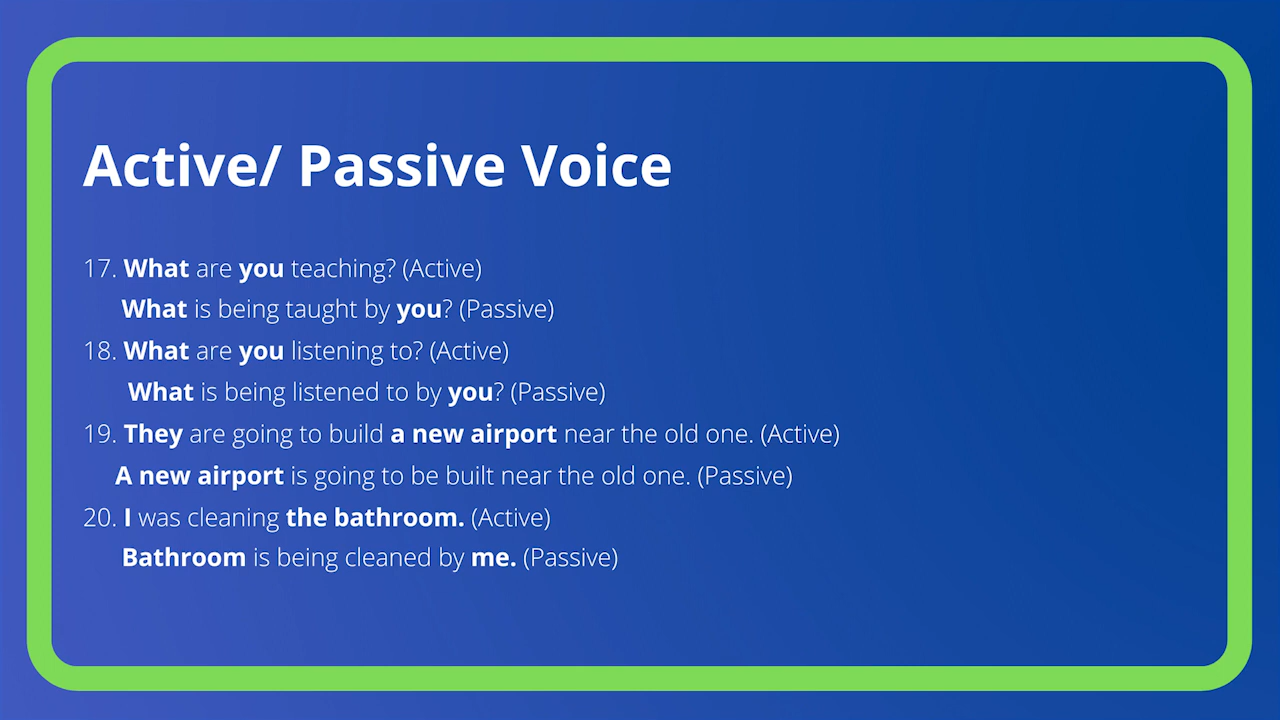 Active/ Passive Voice
17. What are you teaching? (Active)
What is being taught by you? (Passive)
18. What are you listening to? (Active)
What is being listened to by you? (Passive)
19. They are going to build a new airport near the old one. (Active)
A new airport is going to be built near the old one. (Passive)
20. I was cleaning the bathroom. (Active)
Bathroom is being cleaned by me. (Passive)